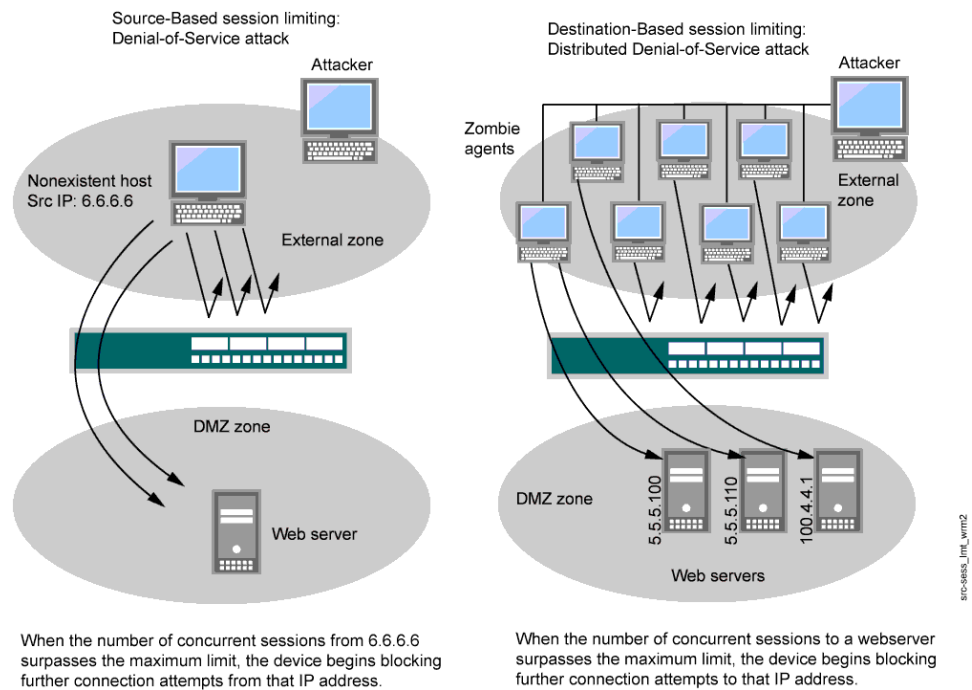 Source-Based session limiting:
Denial-of-Service attack
Attacker
Nonexistent host
Src IP: 6.6.6.6
External zone
DMZ zone
Web server
When the number of concurrent sessions from 6.6.6.6
surpasses the maximum limit, the device begins blocking
further connection attempts from that IP address.
Destination-Based session limiting:
Distributed Denial-of-Service attack
Attacker
Zombie
agents
External
zone
DMZ zone
5.5.5.100
5.5.5.110
100.4.4.1
Web servers
When the number of concurrent sessions to a webserver
surpasses the maximum limit, the device begins blocking
further connection attempts to that IP address.
src-sess_lmt_wrm2